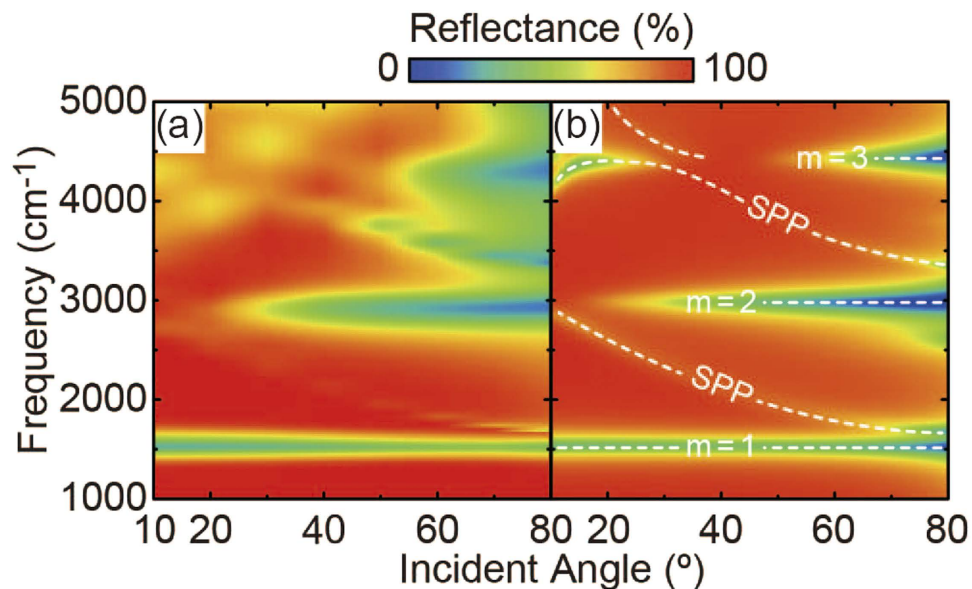 Reflectance (%)
0 100
5000
4000
3000
2000
1000
Frequency (cm⁻¹)
(a)
(b)
m = 3
SPP
m = 2
SPP
m = 1
10 20 40 60 80 20 40 60 80
Incident Angle (º)